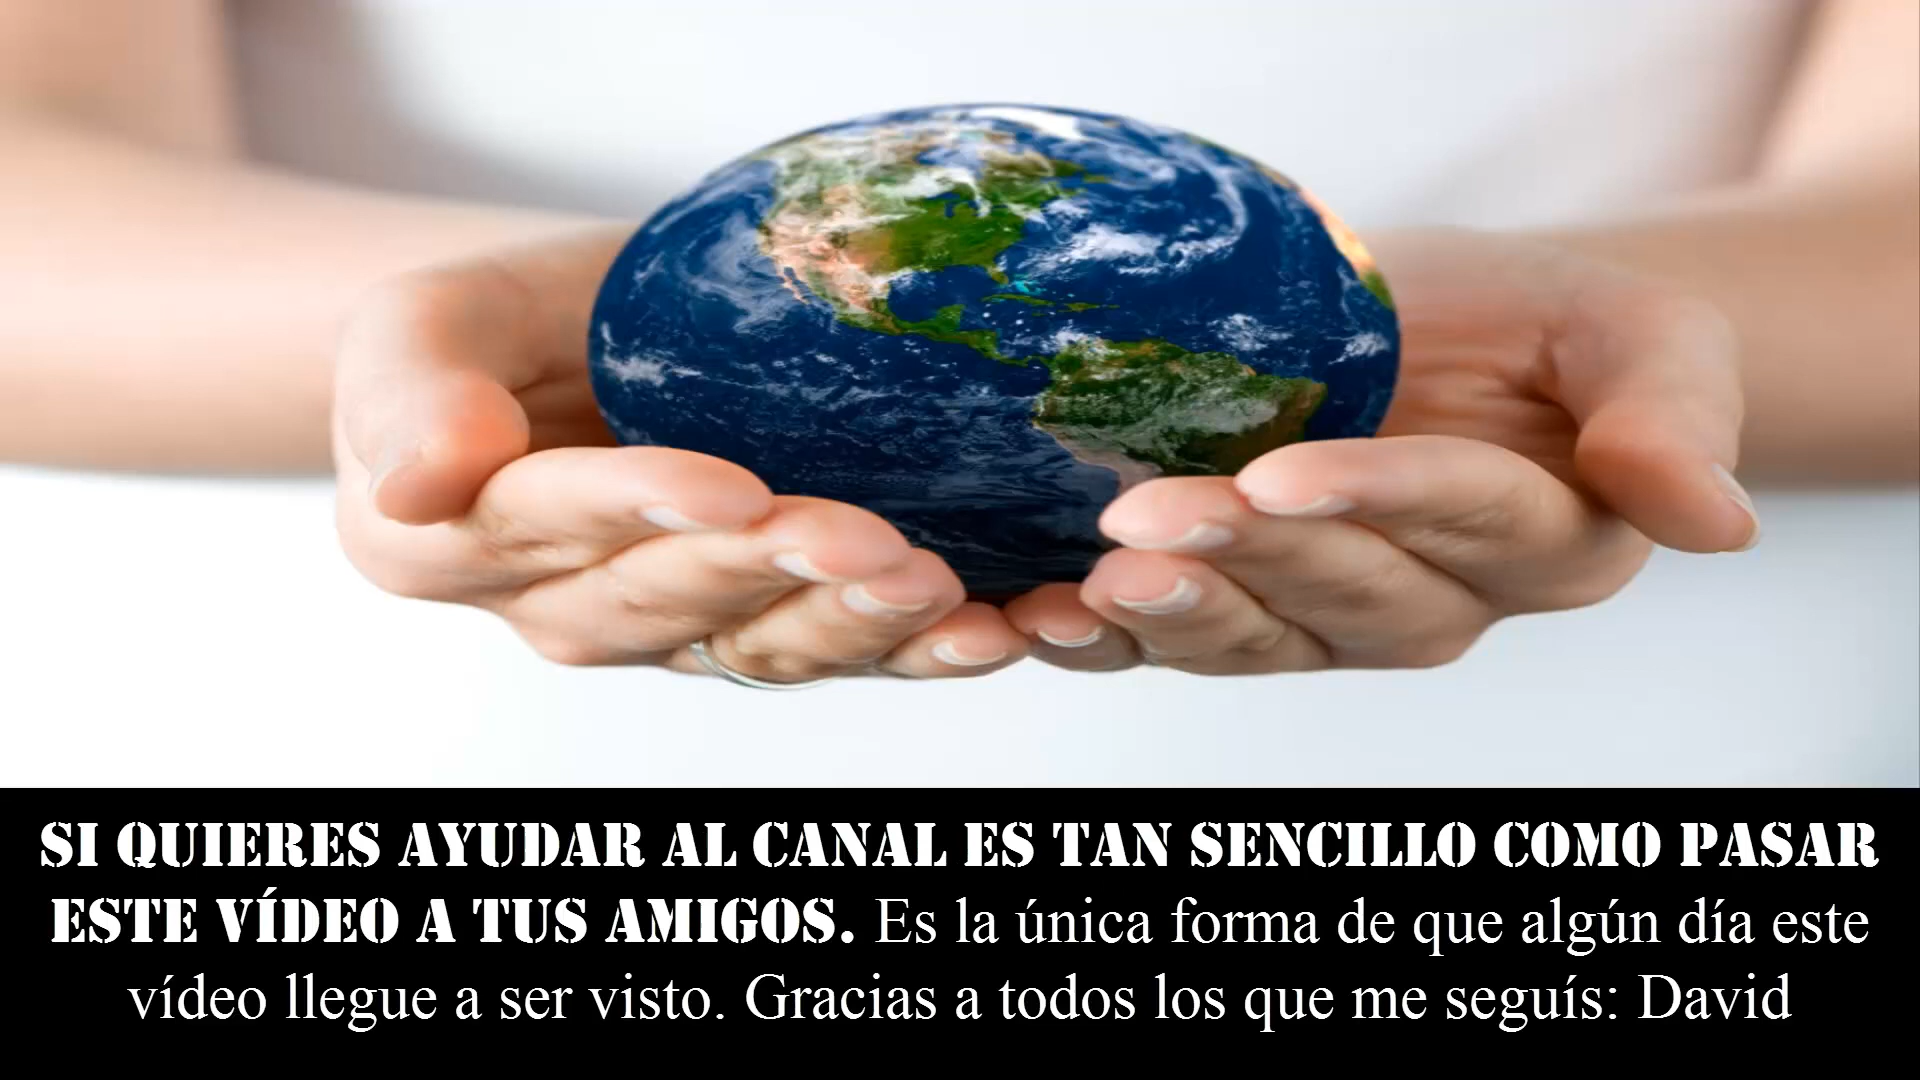 SI QUIERES AYUDAR AL CANAL ES TAN SENCILLO COMO PASAR
ESTE VÍDEO A TUS AMIGOS. Es la única forma de que algún día este
vídeo llegue a ser visto. Gracias a todos los que me seguís: David